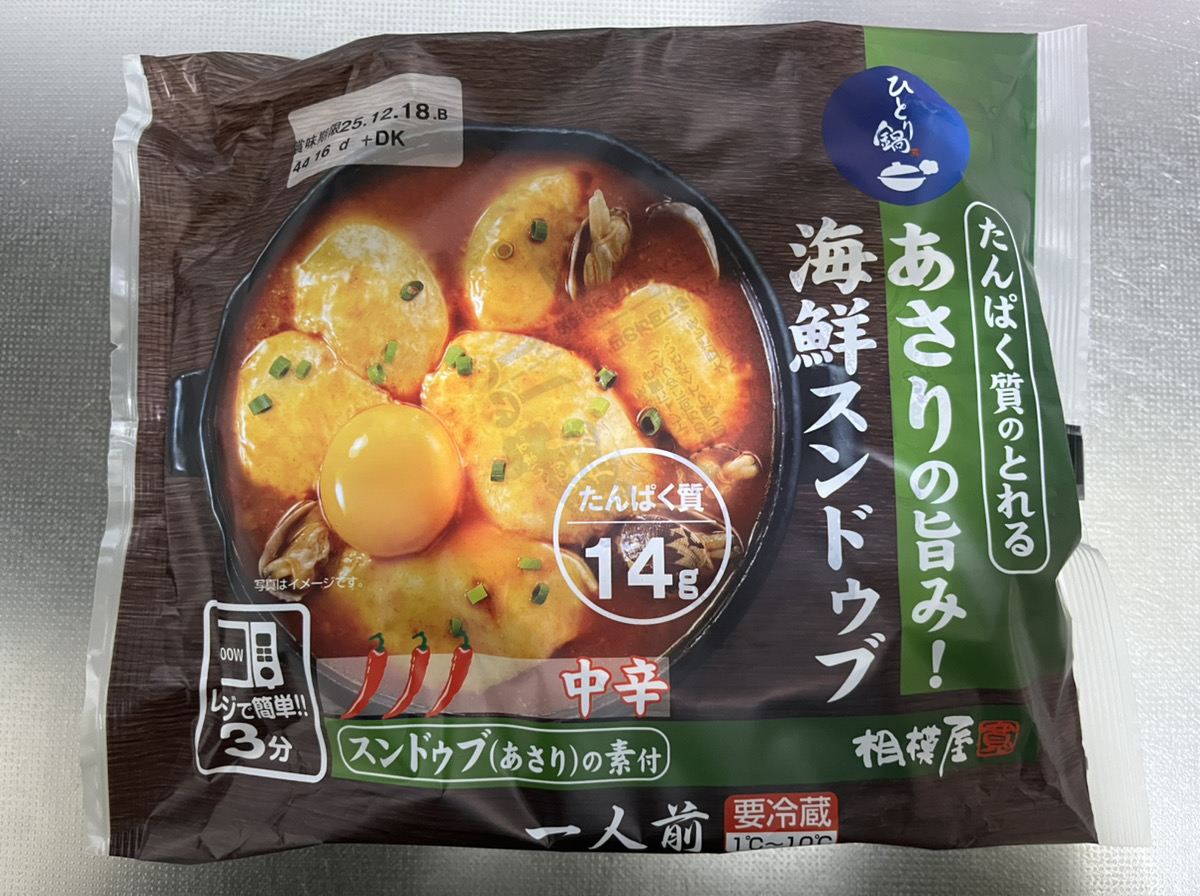 賞味期限25.12.18.B
4d 16 d +DK
ひとり鍋
たんぱく質のとれる
あさりの旨み!
海鮮スンドゥブ
たんぱく質
14g
写真はイメージです。
00W
レンジで簡単!!
3分
中辛
スンドゥブ(あさり)の素付
相模屋
一人前
要冷蔵
1℃~10℃